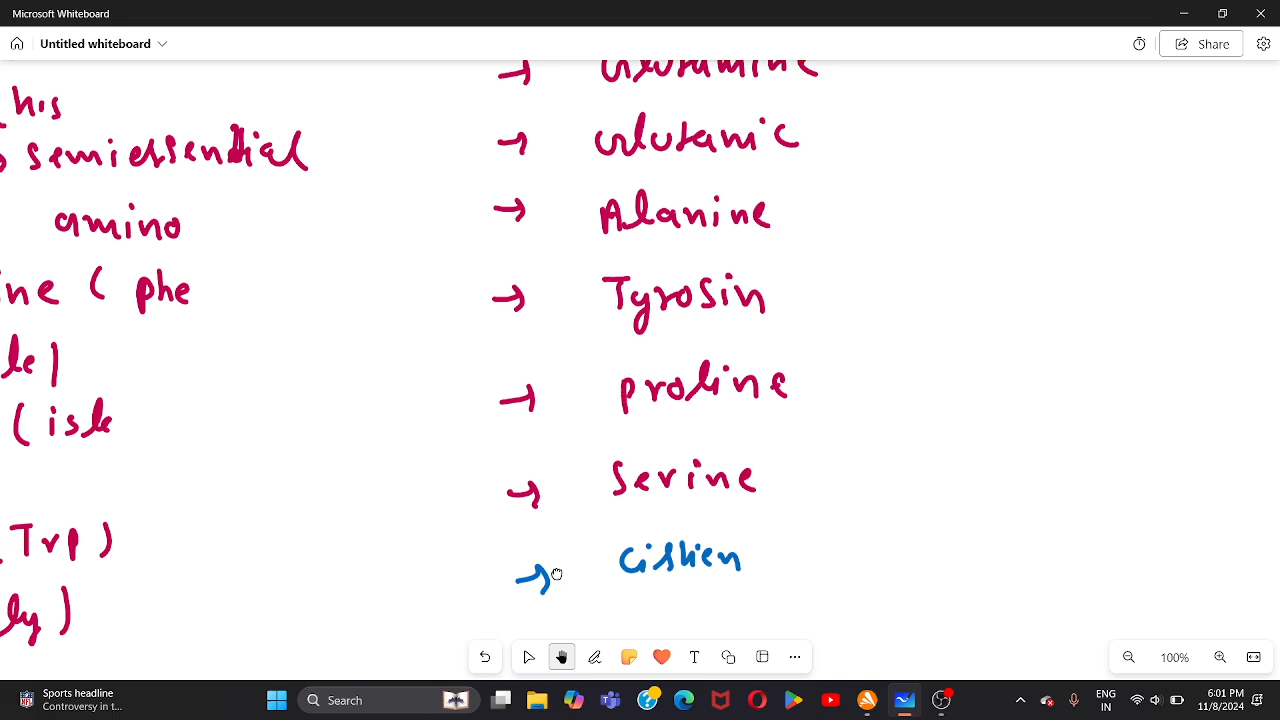 Microsoft Whiteboard
Untitled whiteboard
Share
his
semiessential
amino
ine ( phe
le)
( isle
Trp )
ly )
→ Glutamine
→ Glutamic
→ Alanine
→ Tyrosin
→ proline
→ Serine
→ Cistien
100%
Sports headline
Controversy in t...
Search
ENG
IN
6:01 PM
11/8/2024